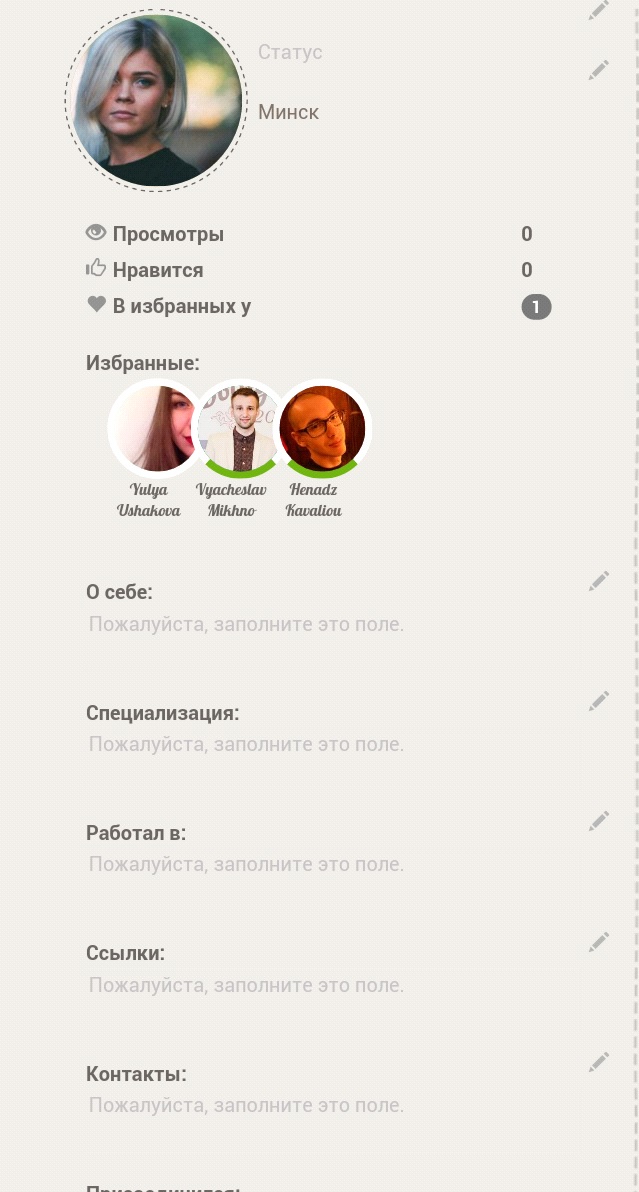 Статус
Минск
Просмотры 0
Нравится 0
В избранных у 1
Избранные:
Yulya Vyacheslav Henadz
Ushakova Mikhno Kavaliou
О себе:
Пожалуйста, заполните это поле.
Специализация:
Пожалуйста, заполните это поле.
Работал в:
Пожалуйста, заполните это поле.
Ссылки:
Пожалуйста, заполните это поле.
Контакты:
Пожалуйста, заполните это поле.